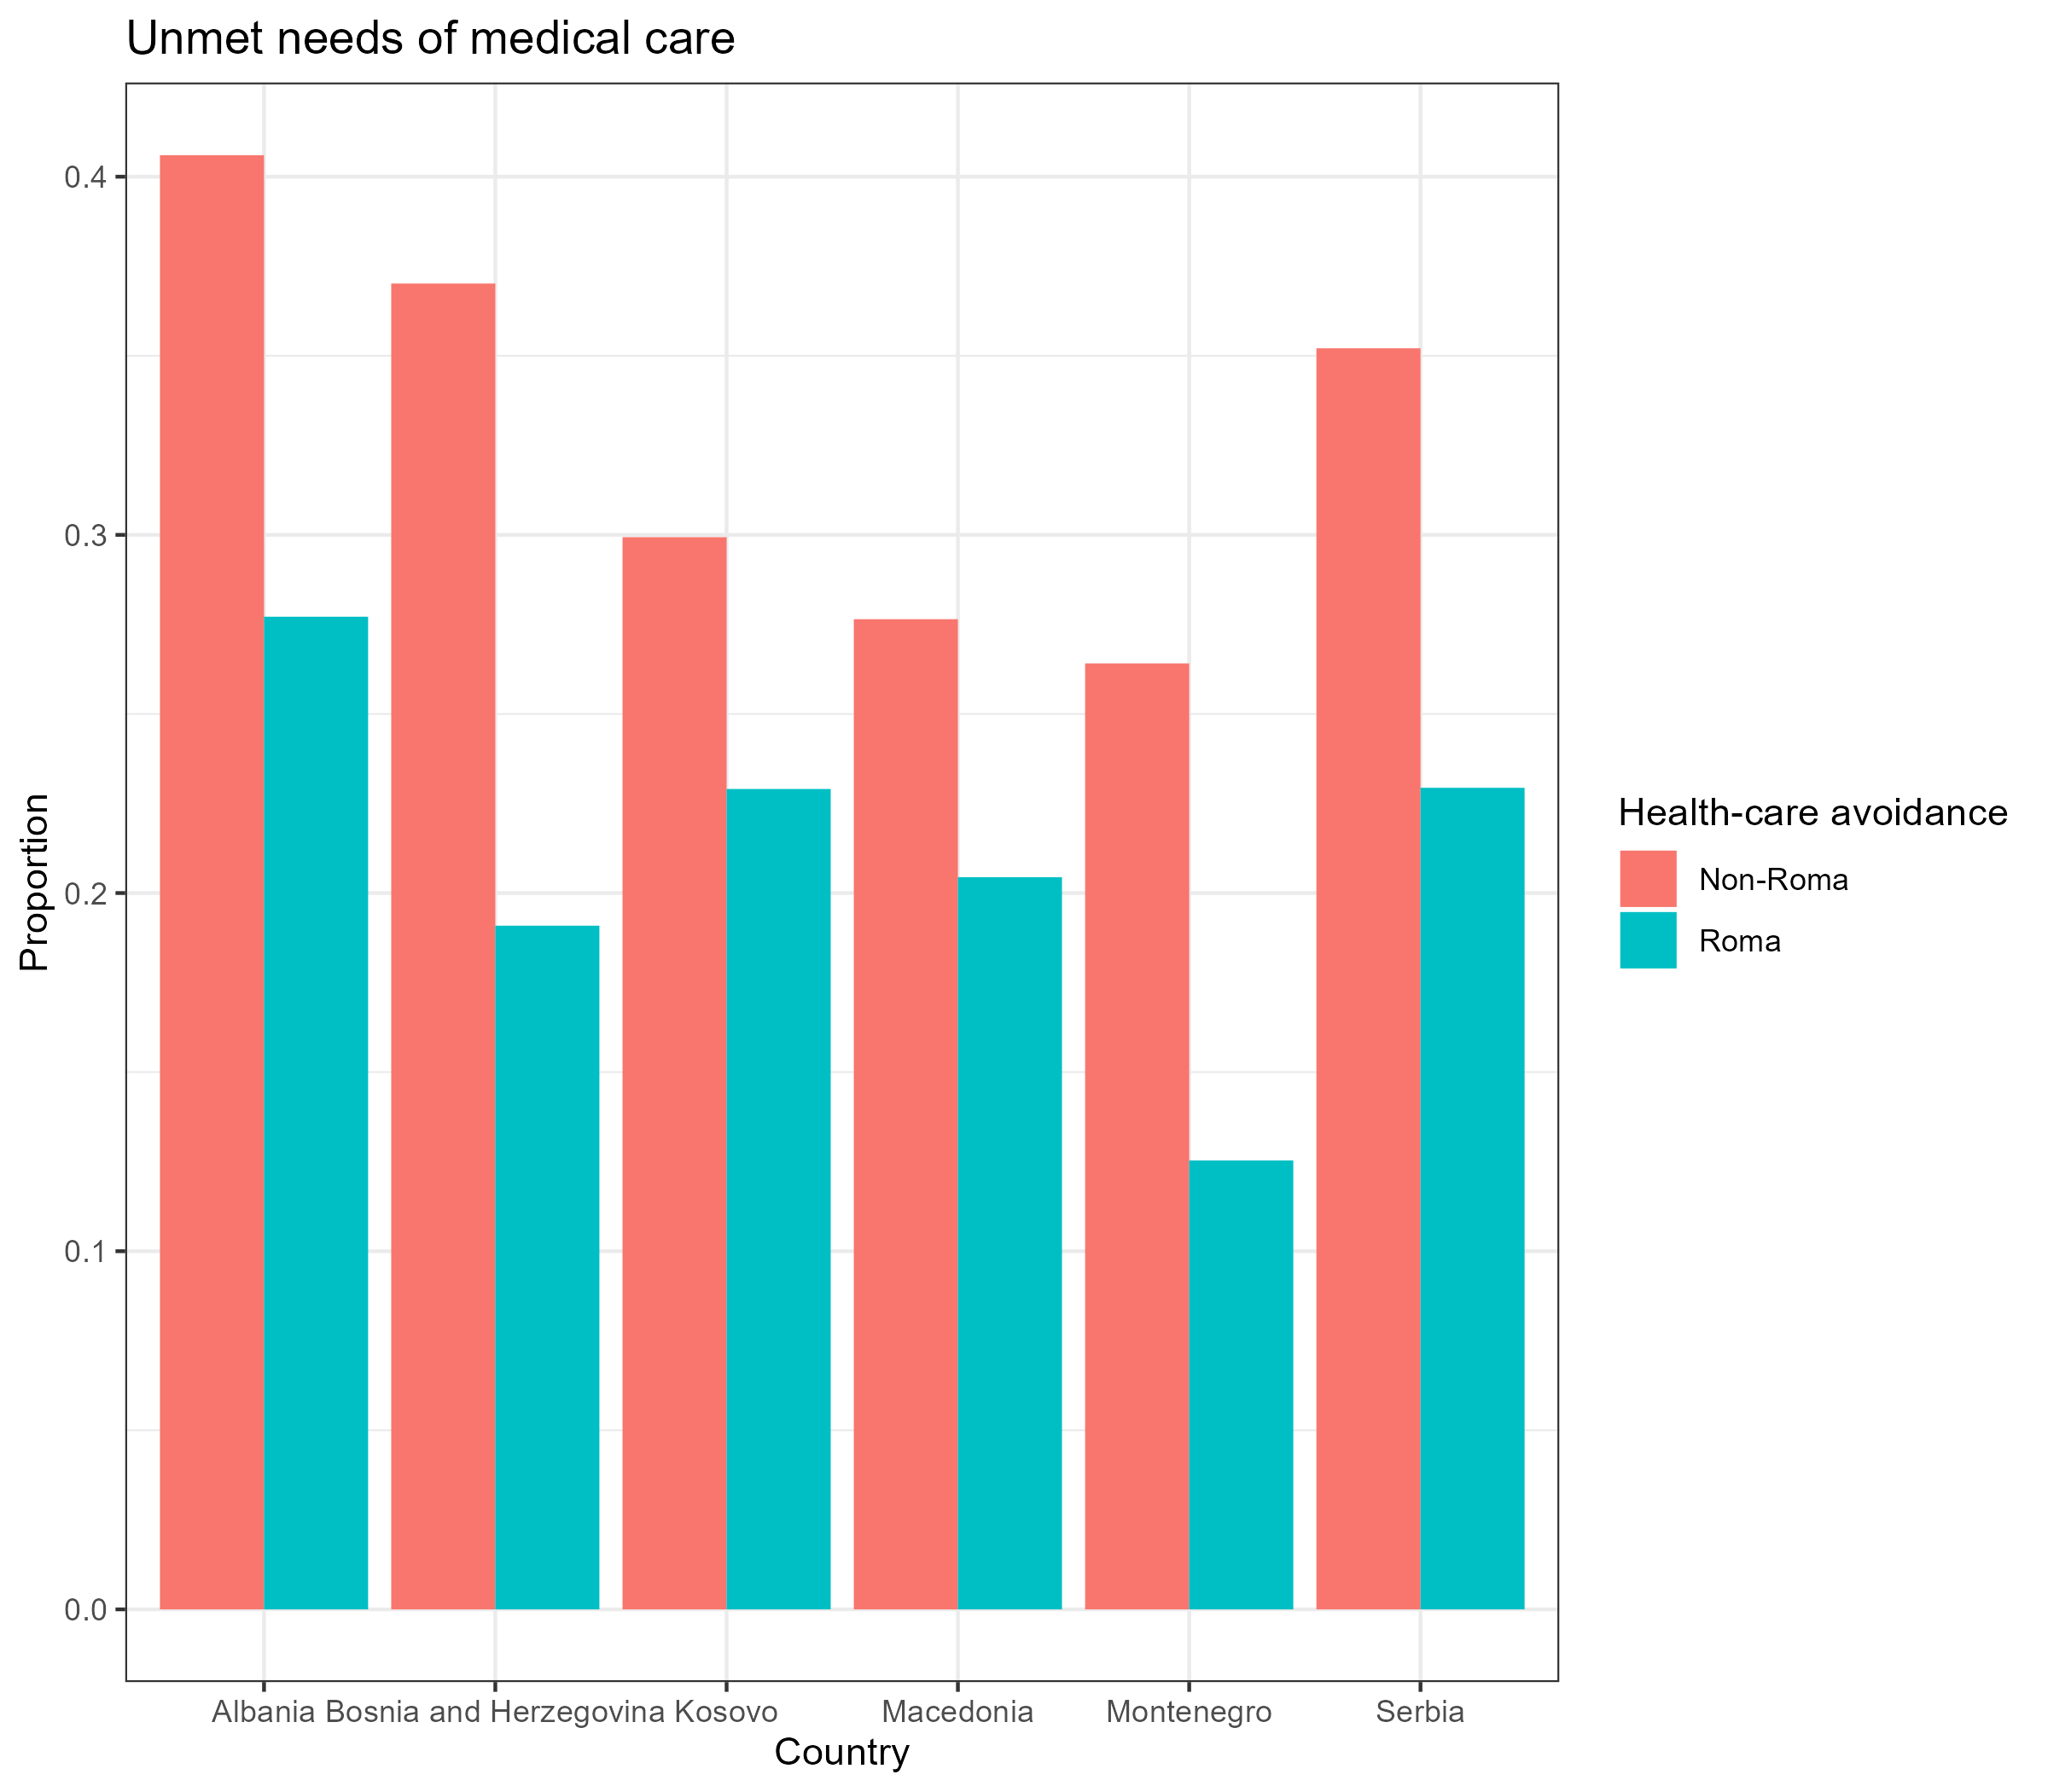 Unmet needs of medical care
0.4
0.3
0.2
0.1
0.0
Proportion
Albania Bosnia and Herzegovina Kosovo Macedonia Montenegro Serbia
Country
Health-care avoidance
Non-Roma
Roma